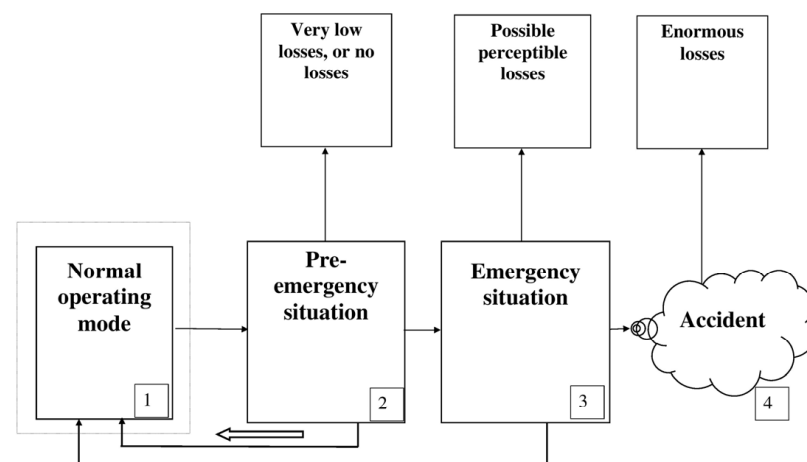 Very low
losses, or no
losses
Possible
perceptible
losses
Enormous
losses
Normal
operating
mode
1
Pre-
emergency
situation
2
Emergency
situation
3
Accident
4